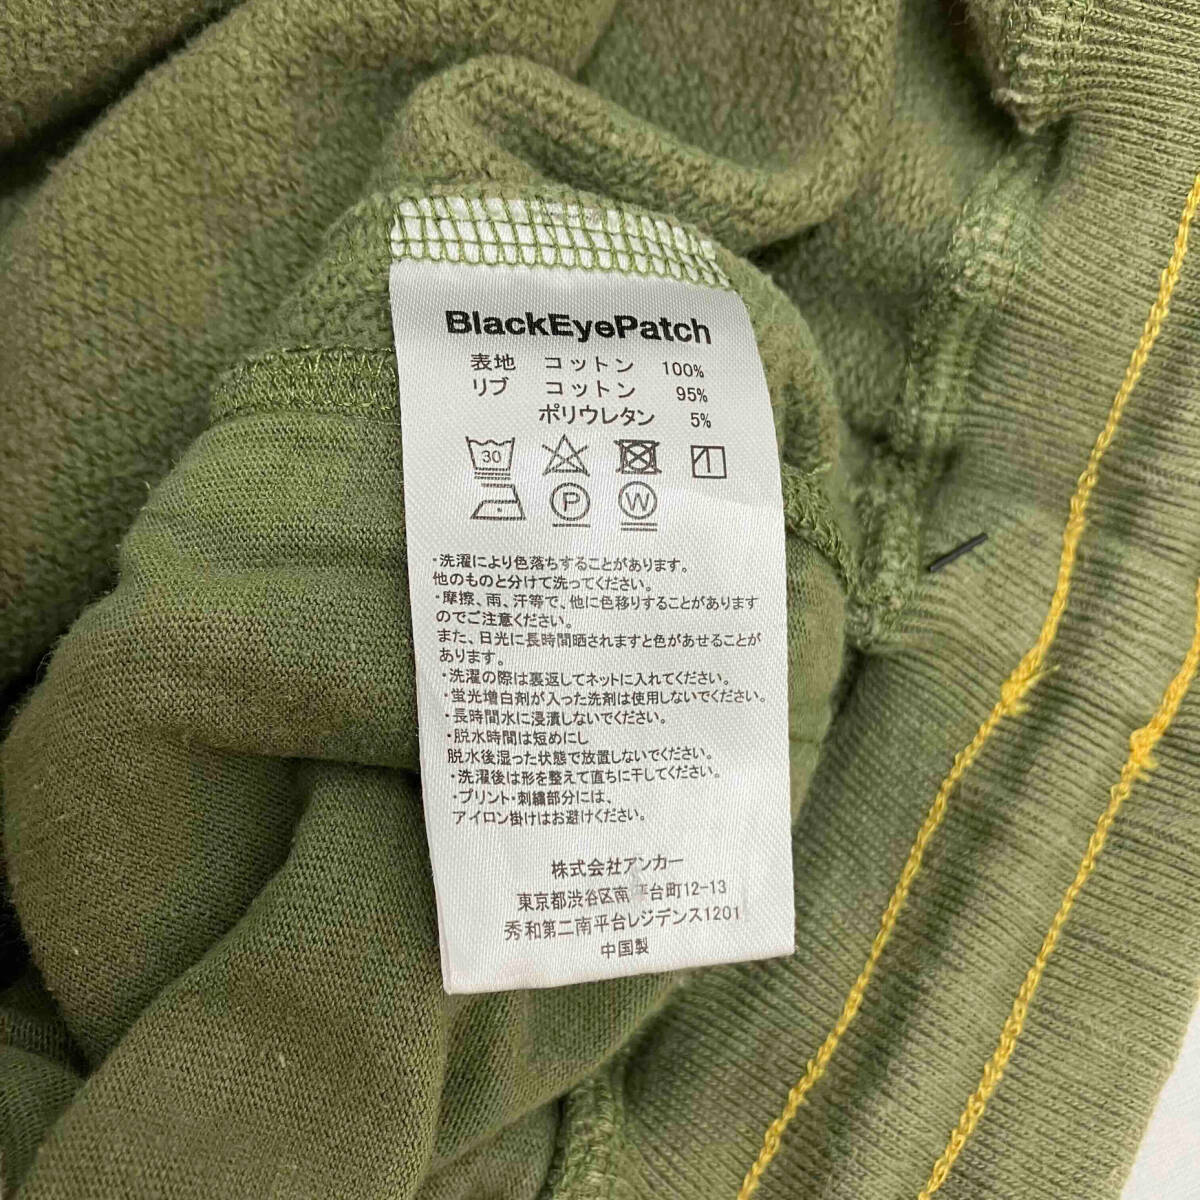 BlackEyePatch
表地 コットン 100%
リブ コットン 95%
ポリウレタン 5%
30
P W
・洗濯により色落ちすることがあります。
他のものと分けて洗ってください。
・摩擦、雨、汗等で、他に色移りすることがあります
のでご注意ください。
また、日光に長時間晒されますと色があせることが
あります。
・洗濯の際は裏返してネットに入れてください。
・蛍光増白剤が入った洗剤は使用しないでください。
・長時間水に浸漬しないでください。
・脱水時間は短めにし
脱水後湿った状態で放置しないでください。
・洗濯後は形を整えて直ちに干してください。
・プリント・刺繍部分には、
アイロン掛けはお避けください。
株式会社アンカー
東京都渋谷区南平台町12-13
秀和第二南平台レジデンス1201
中国製